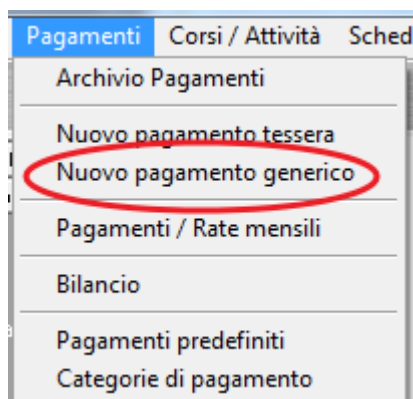 Pagamenti Corsi / Attività Sched
Archivio Pagamenti
Nuovo pagamento tessera
Nuovo pagamento generico
Pagamenti / Rate mensili
Bilancio
Pagamenti predefiniti
Categorie di pagamento